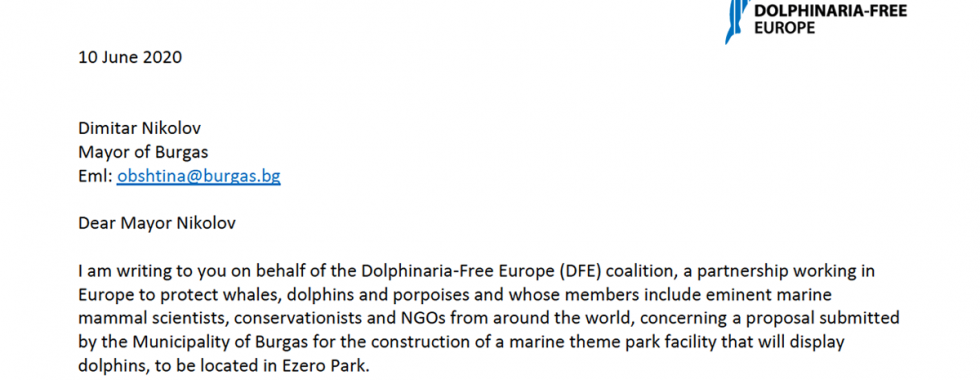 DOLPHINARIA-FREE
EUROPE
10 June 2020
Dimitar Nikolov
Mayor of Burgas
Eml: obshtina@burgas.bg
Dear Mayor Nikolov
I am writing to you on behalf of the Dolphinaria-Free Europe (DFE) coalition, a partnership working in
Europe to protect whales, dolphins and porpoises and whose members include eminent marine
mammal scientists, conservationists and NGOs from around the world, concerning a proposal submitted
by the Municipality of Burgas for the construction of a marine theme park facility that will display
dolphins, to be located in Ezero Park.